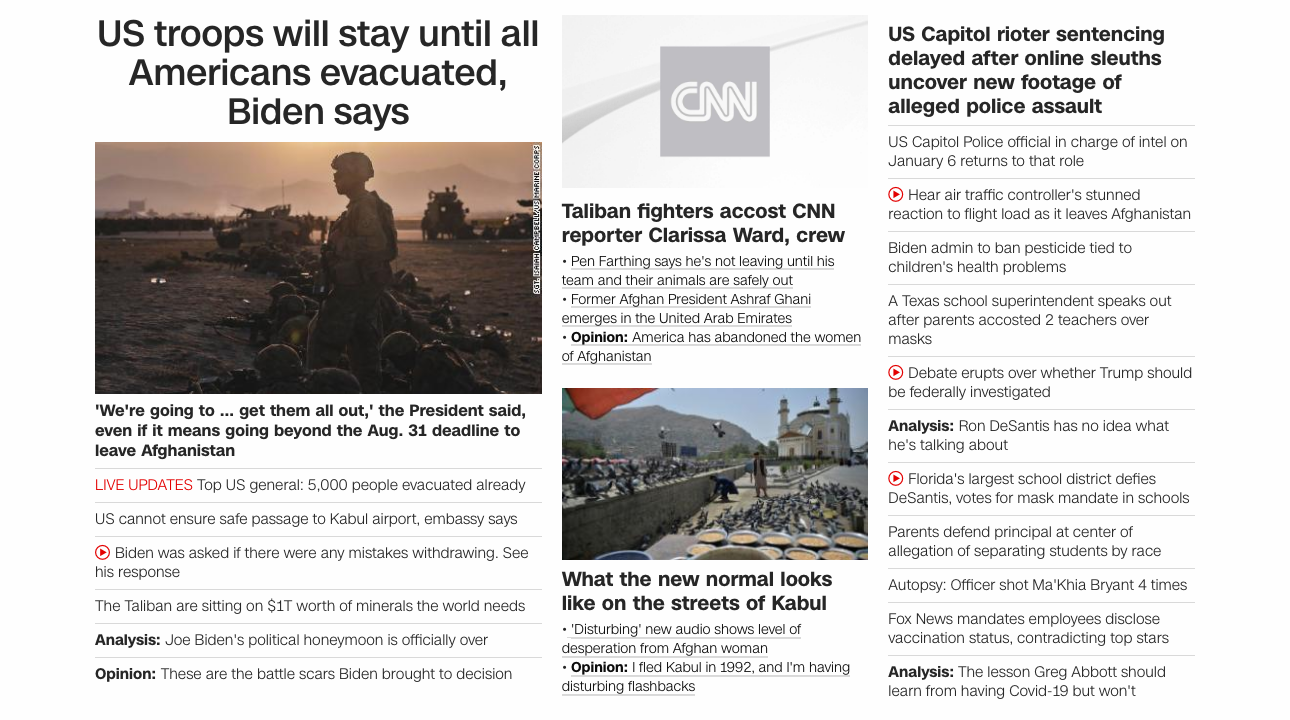 US troops will stay until all
Americans evacuated,
Biden says
SGT. ISAIAH CAMPBELL/US MARINE CORPS
'We're going to ... get them all out,' the President said,
even if it means going beyond the Aug. 31 deadline to
leave Afghanistan
LIVE UPDATES Top US general: 5,000 people evacuated already
US cannot ensure safe passage to Kabul airport, embassy says
Biden was asked if there were any mistakes withdrawing. See
his response
The Taliban are sitting on $1T worth of minerals the world needs
Analysis: Joe Biden's political honeymoon is officially over
Opinion: These are the battle scars Biden brought to decision
CNN
Taliban fighters accost CNN
reporter Clarissa Ward, crew
• Pen Farthing says he's not leaving until his
team and their animals are safely out
• Former Afghan President Ashraf Ghani
emerges in the United Arab Emirates
• Opinion: America has abandoned the women
of Afghanistan
What the new normal looks
like on the streets of Kabul
• 'Disturbing' new audio shows level of
desperation from Afghan woman
• Opinion: I fled Kabul in 1992, and I'm having
disturbing flashbacks
US Capitol rioter sentencing
delayed after online sleuths
uncover new footage of
alleged police assault
US Capitol Police official in charge of intel on
January 6 returns to that role
Hear air traffic controller's stunned
reaction to flight load as it leaves Afghanistan
Biden admin to ban pesticide tied to
children's health problems
A Texas school superintendent speaks out
after parents accosted 2 teachers over
masks
Debate erupts over whether Trump should
be federally investigated
Analysis: Ron DeSantis has no idea what
he's talking about
Florida's largest school district defies
DeSantis, votes for mask mandate in schools
Parents defend principal at center of
allegation of separating students by race
Autopsy: Officer shot Ma'Khia Bryant 4 times
Fox News mandates employees disclose
vaccination status, contradicting top stars
Analysis: The lesson Greg Abbott should
learn from having Covid-19 but won't